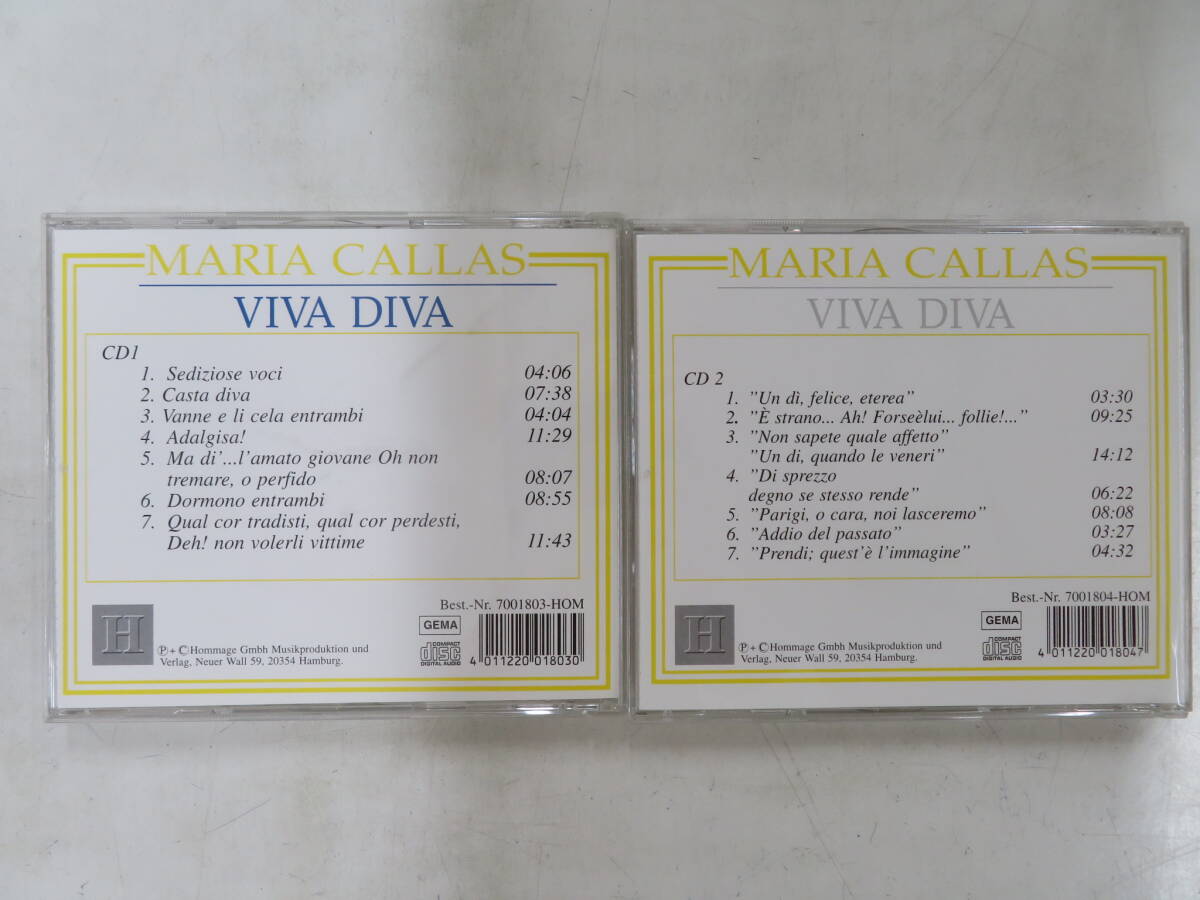 MARIA CALLAS
VIVA DIVA
CD1
1. Sediziose voci 04:06
2. Casta diva 07:38
3. Vanne e li cela entrambi 04:04
4. Adalgisa! 11:29
5. Ma di'...l'amato giovane Oh non
tremare, o perfido 08:07
6. Dormono entrambi 08:55
7. Qual cor tradisti, qual cor perdesti,
Deh! non volerli vittime 11:43
Best.-Nr. 7001803-HOM
H
GEMA
COMPACT
disc
DIGITAL AUDIO
℗+ ©Hommage Gmbh Musikproduktion und
Verlag, Neuer Wall 59, 20354 Hamburg.
4 011220 018030
MARIA CALLAS
VIVA DIVA
CD 2
1. "Un dì, felice, eterea" 03:30
2. "È strano... Ah! Forseèlui... follie!..." 09:25
3. "Non sapete quale affetto"
"Un di, quando le veneri" 14:12
4. "Di sprezzo
degno se stesso rende" 06:22
5. "Parigi, o cara, noi lasceremo" 08:08
6. "Addio del passato" 03:27
7. "Prendi; quest'è l'immagine" 04:32
Best.-Nr. 7001804-HOM
H
GEMA
COMPACT
disc
DIGITAL AUDIO
℗ + ©Hommage Gmbh Musikproduktion und
Verlag, Neuer Wall 59, 20354 Hamburg.
4 011220 018047